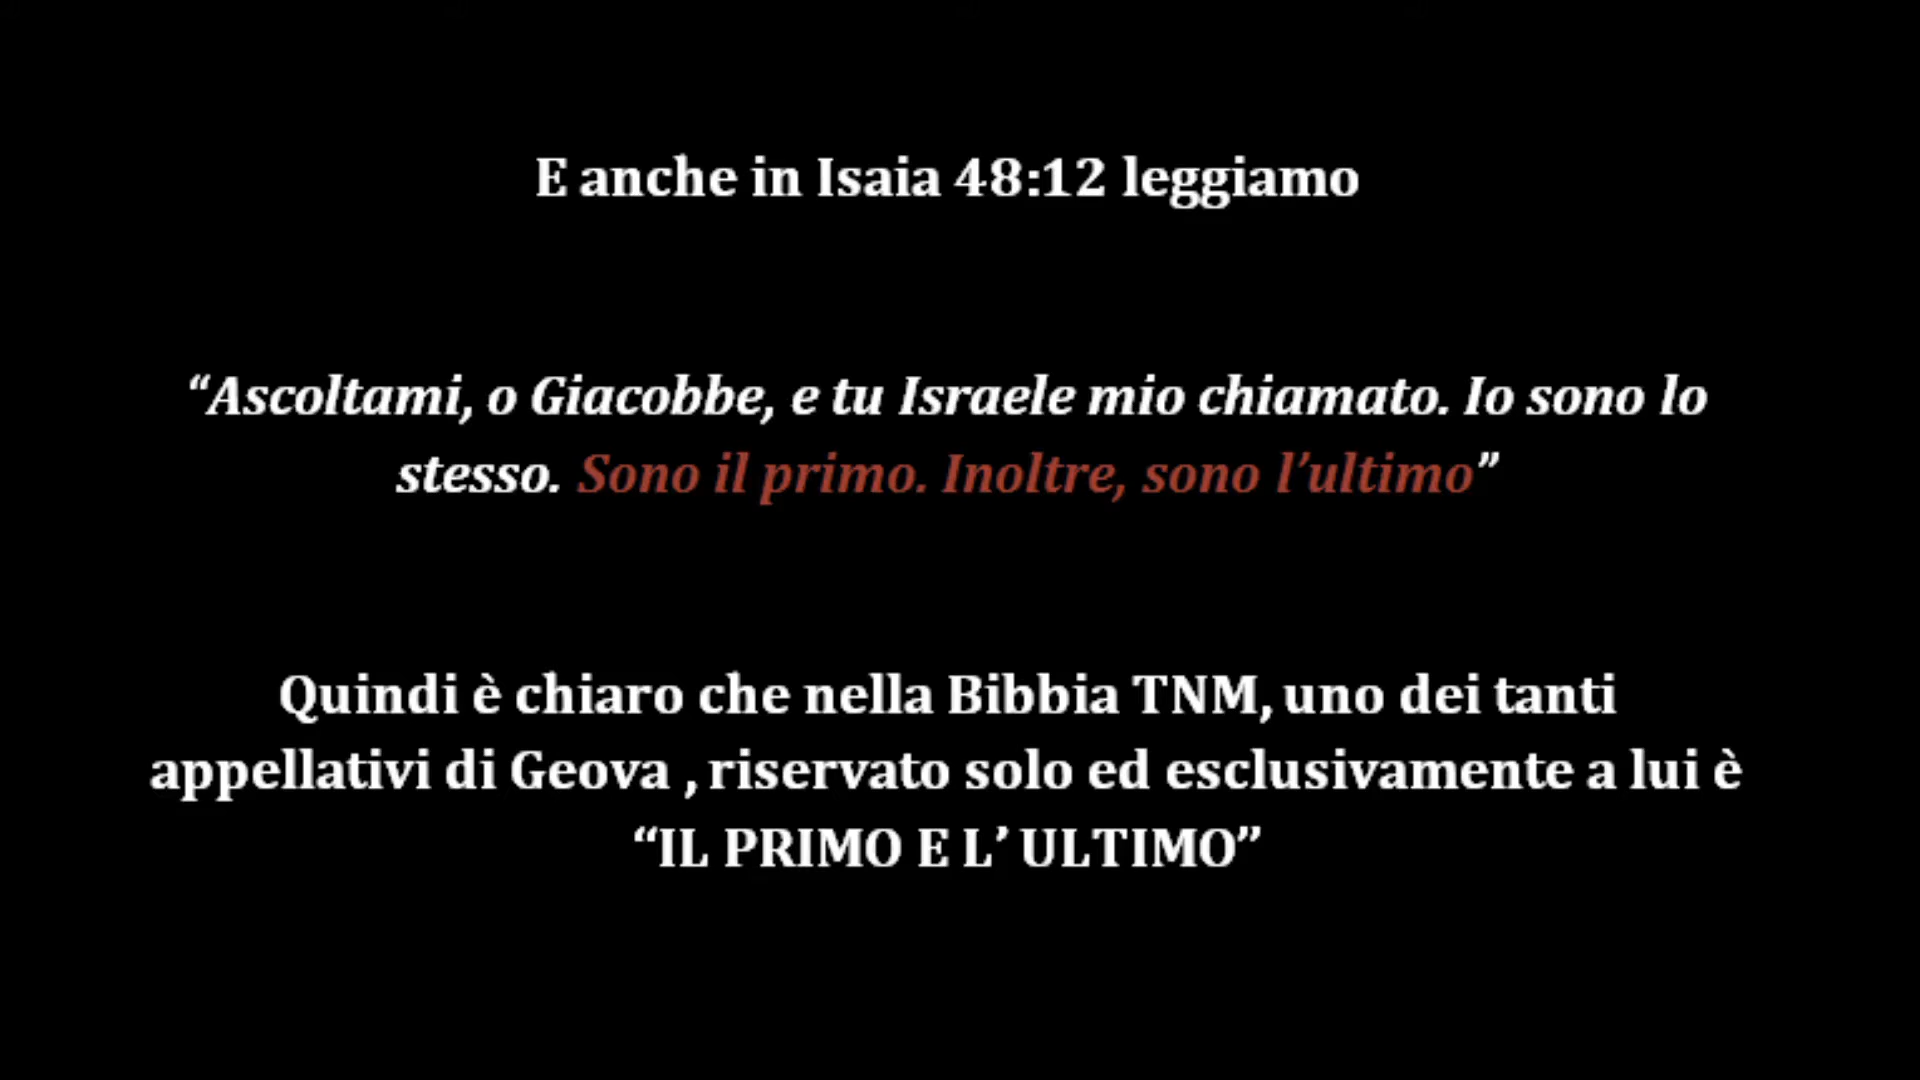 E anche in Isaia 48:12 leggiamo
“Ascoltami, o Giacobbe, e tu Israele mio chiamato. Io sono lo
stesso. Sono il primo. Inoltre, sono l’ultimo”
Quindi è chiaro che nella Bibbia TNM, uno dei tanti
appellativi di Geova , riservato solo ed esclusivamente a lui è
“IL PRIMO E L’ ULTIMO”